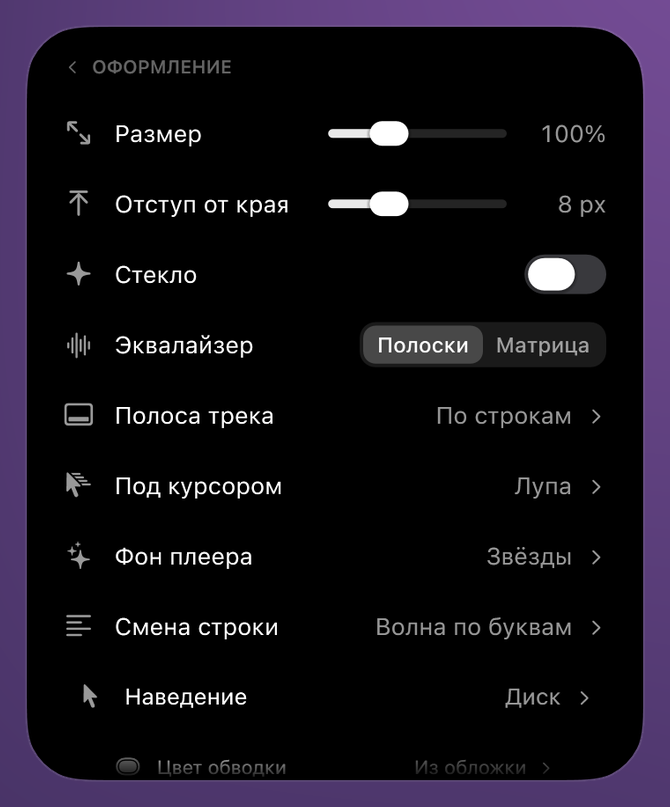 ОФОРМЛЕНИЕ
Размер 100%
Отступ от края 8 px
Стекло
Эквалайзер Полоски Матрица
Полоса трека По строкам
Под курсором Лупа
Фон плеера Звёзды
Смена строки Волна по буквам
Наведение Диск
Цвет обводки Из обложки